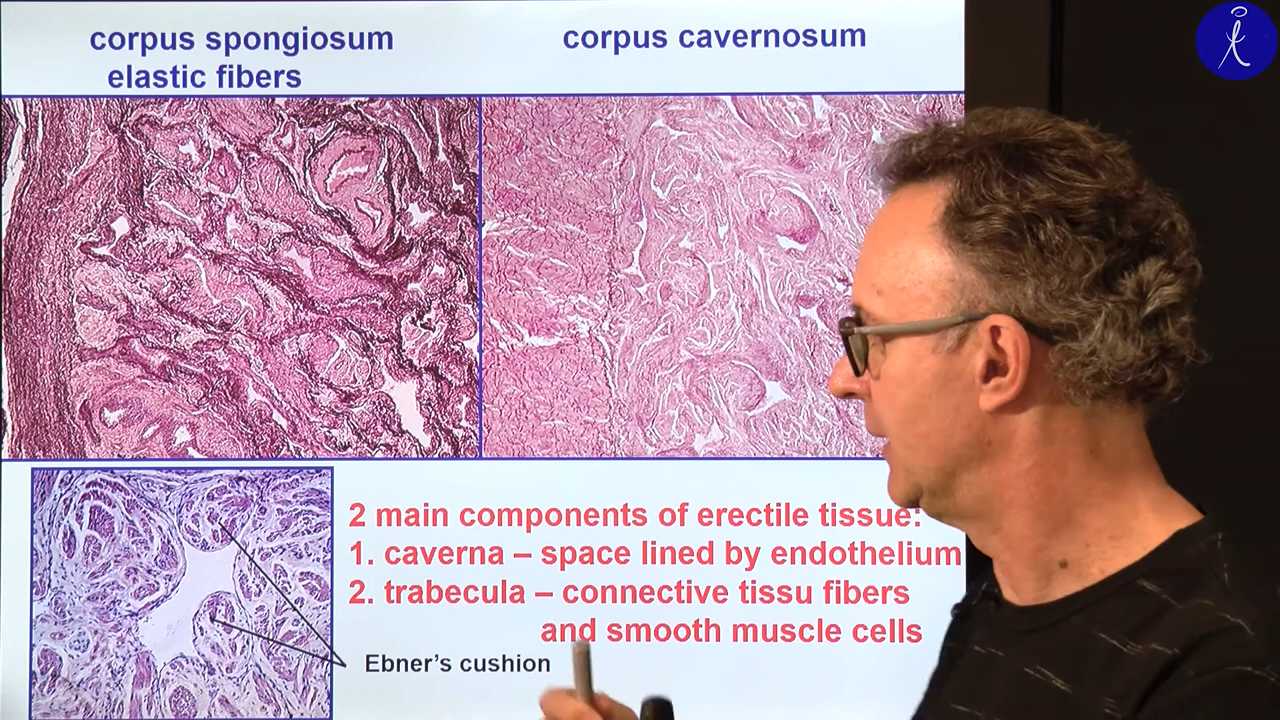 corpus spongiosum
elastic fibers
corpus cavernosum
2 main components of erectile tissue:
1. caverna – space lined by endothelium
2. trabecula – connective tissu fibers
and smooth muscle cells
Ebner's cushion